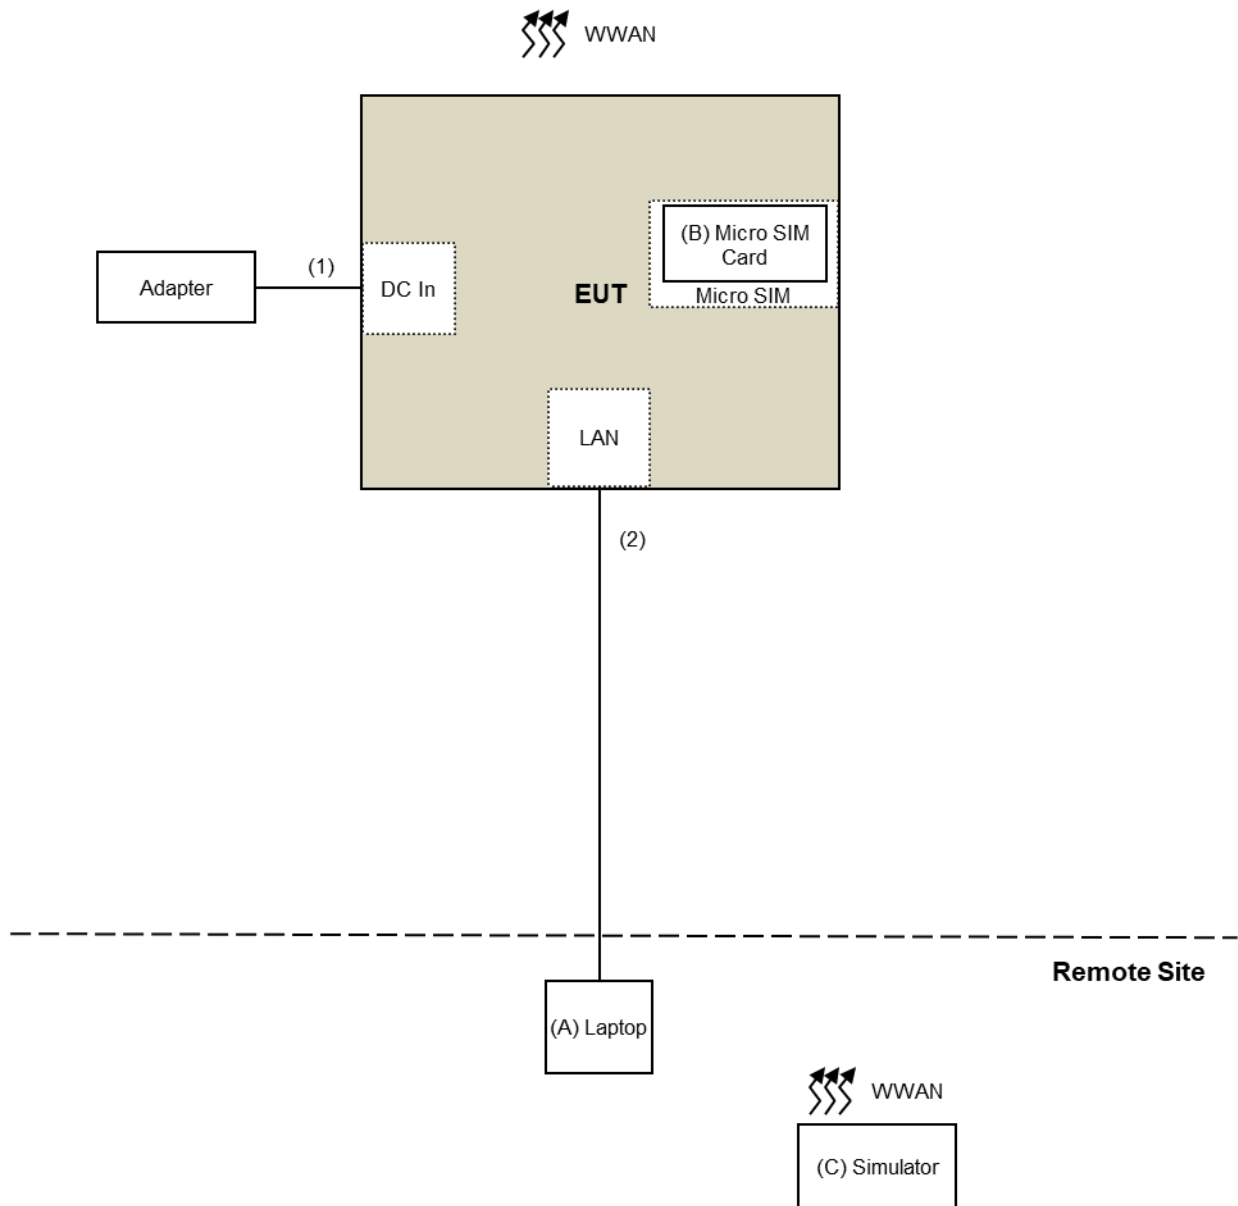 WWAN
(B) Micro SIM
Card
(1)
Adapter
DC In
EUT
Micro SIM
LAN
(2)
Remote Site
(A) Laptop
WWAN
(C) Simulator